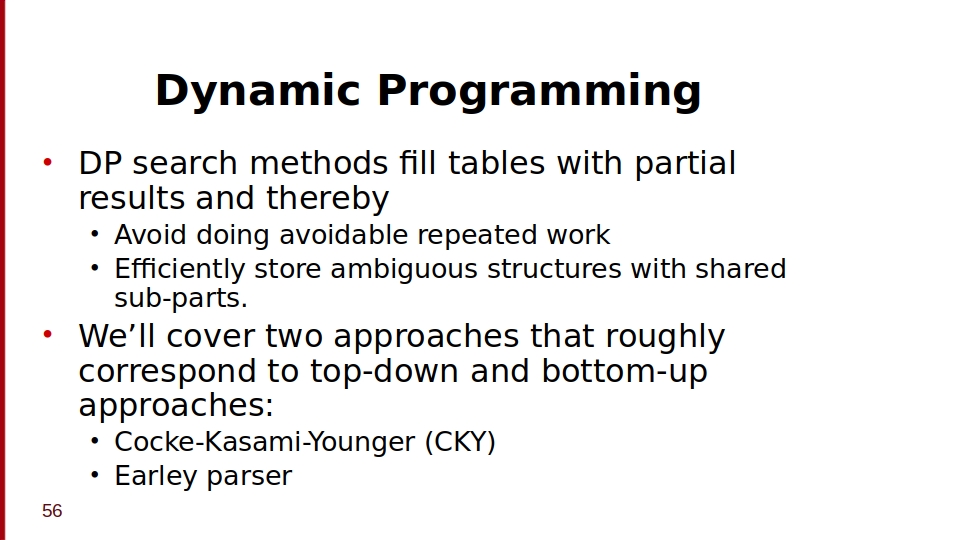 Dynamic Programming
• DP search methods fill tables with partial
results and thereby
• Avoid doing avoidable repeated work
• Efficiently store ambiguous structures with shared
sub-parts.
• We’ll cover two approaches that roughly
correspond to top-down and bottom-up
approaches:
• Cocke-Kasami-Younger (CKY)
• Earley parser
56